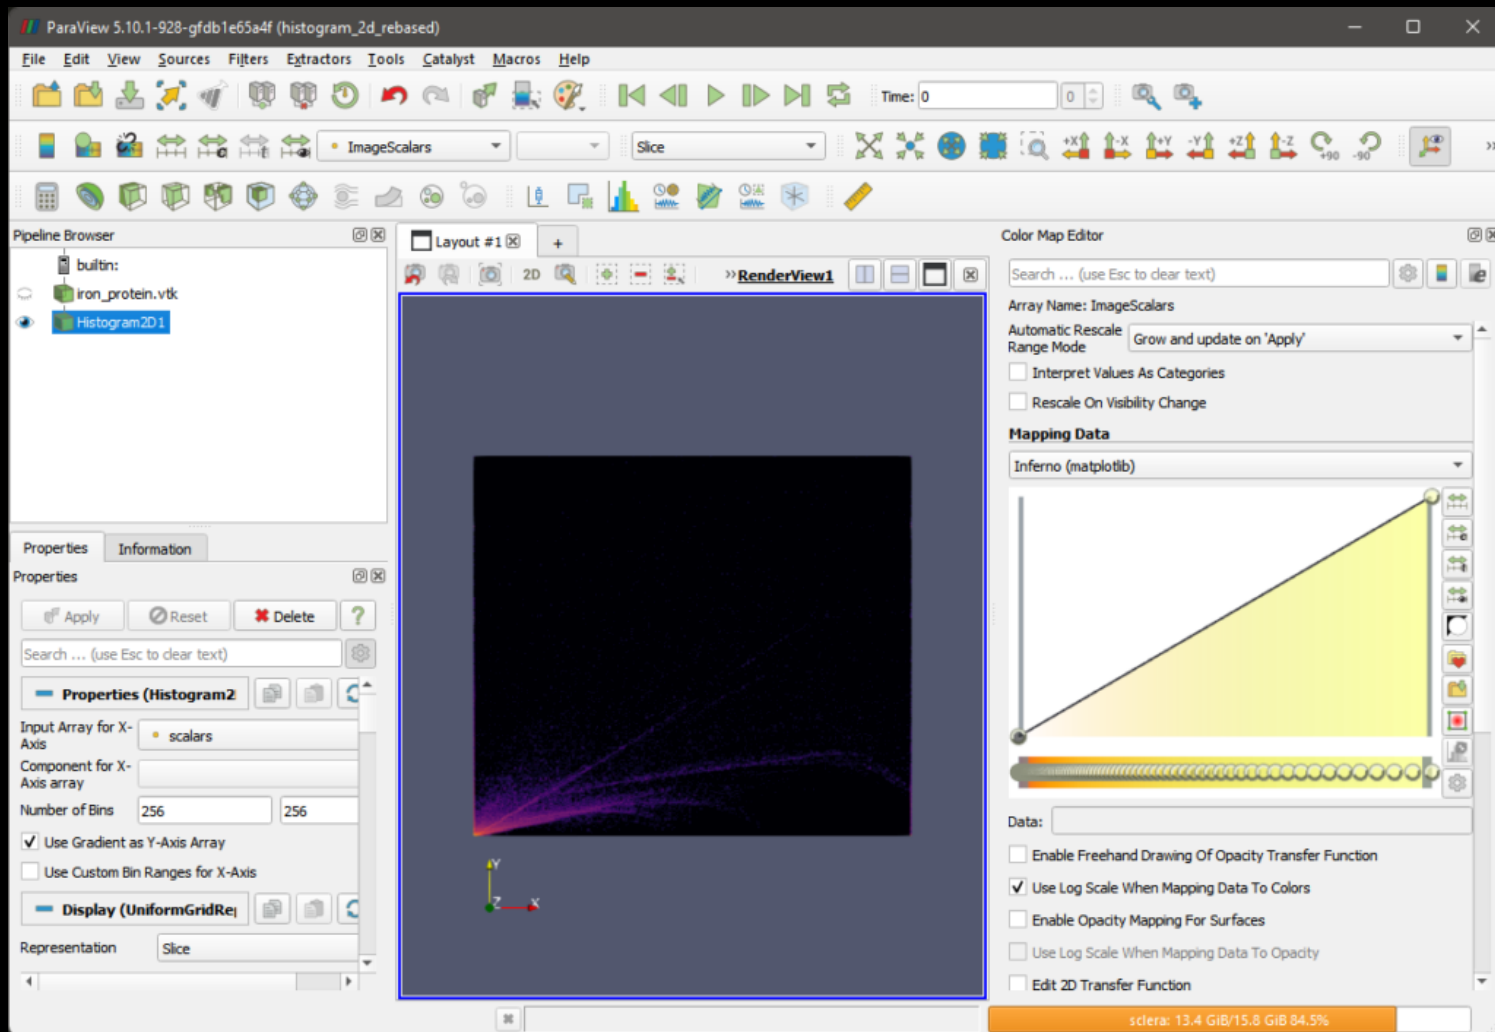 ParaView 5.10.1-928-gfdb1e65a4f (histogram_2d_rebased)
File Edit View Sources Filters Extractors Tools Catalyst Macros Help
Time: 0 0
ImageScalars Slice +X -X +Y -Y +Z -Z +90 -90 »
Pipeline Browser
builtin:
iron_protein.vtk
Histogram2D1
Properties Information
Properties
Apply Reset Delete ?
Search ... (use Esc to clear text)
Properties (Histogram2
Input Array for X-
Axis
scalars
Component for X-
Axis array
Number of Bins 256 256
Use Gradient as Y-Axis Array
Use Custom Bin Ranges for X-Axis
Display (UniformGridRe
Representation Slice
Layout #1 +
2D »RenderView1
Y
Z X
Color Map Editor
Search ... (use Esc to clear text)
Array Name: ImageScalars
Automatic Rescale
Range Mode
Grow and update on 'Apply'
Interpret Values As Categories
Rescale On Visibility Change
Mapping Data
Inferno (matplotlib)
Data:
Enable Freehand Drawing Of Opacity Transfer Function
Use Log Scale When Mapping Data To Colors
Enable Opacity Mapping For Surfaces
Use Log Scale When Mapping Data To Opacity
Edit 2D Transfer Function
sclera: 13.4 GiB/15.8 GiB 84.5%